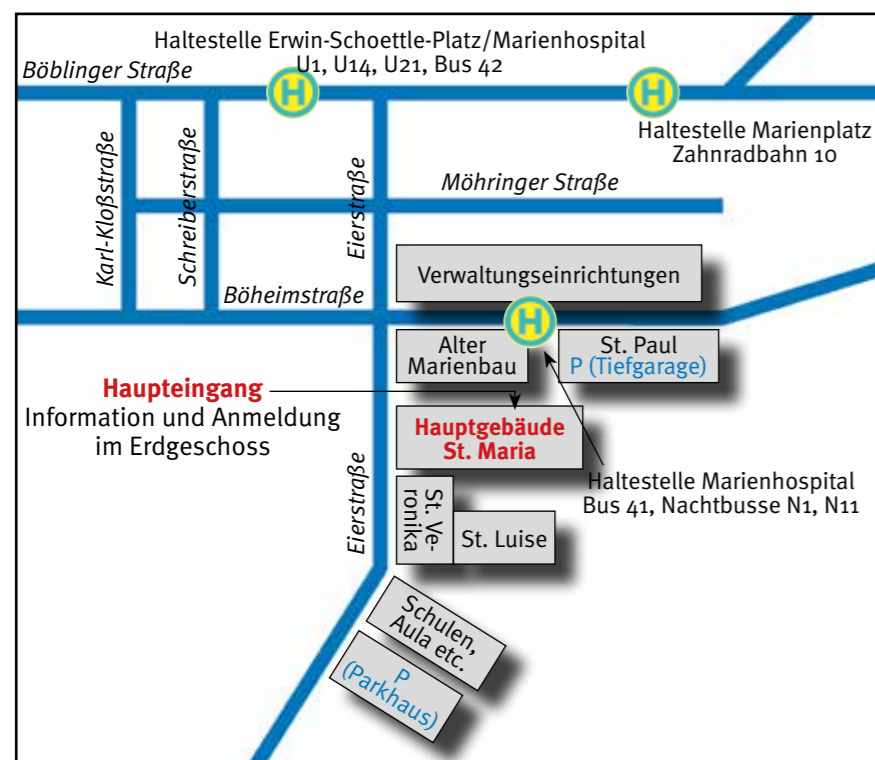 Haltestelle Erwin-Schoettle-Platz/Marienhospital
U1, U14, U21, Bus 42
Böblinger Straße
H
H
Haltestelle Marienplatz
Zahnradbahn 10
Karl-Kloßstraße
Schreiberstraße
Eierstraße
Möhringer Straße
Verwaltungseinrichtungen
Böheimstraße
H
Alter
Marienbau
St. Paul
P (Tiefgarage)
Haupteingang
Information und Anmeldung
im Erdgeschoss
Hauptgebäude
St. Maria
Haltestelle Marienhospital
Bus 41, Nachtbusse N1, N11
Eierstraße
St. Ve-
ronika
St. Luise
Schulen,
Aula etc.
P
(Parkhaus)